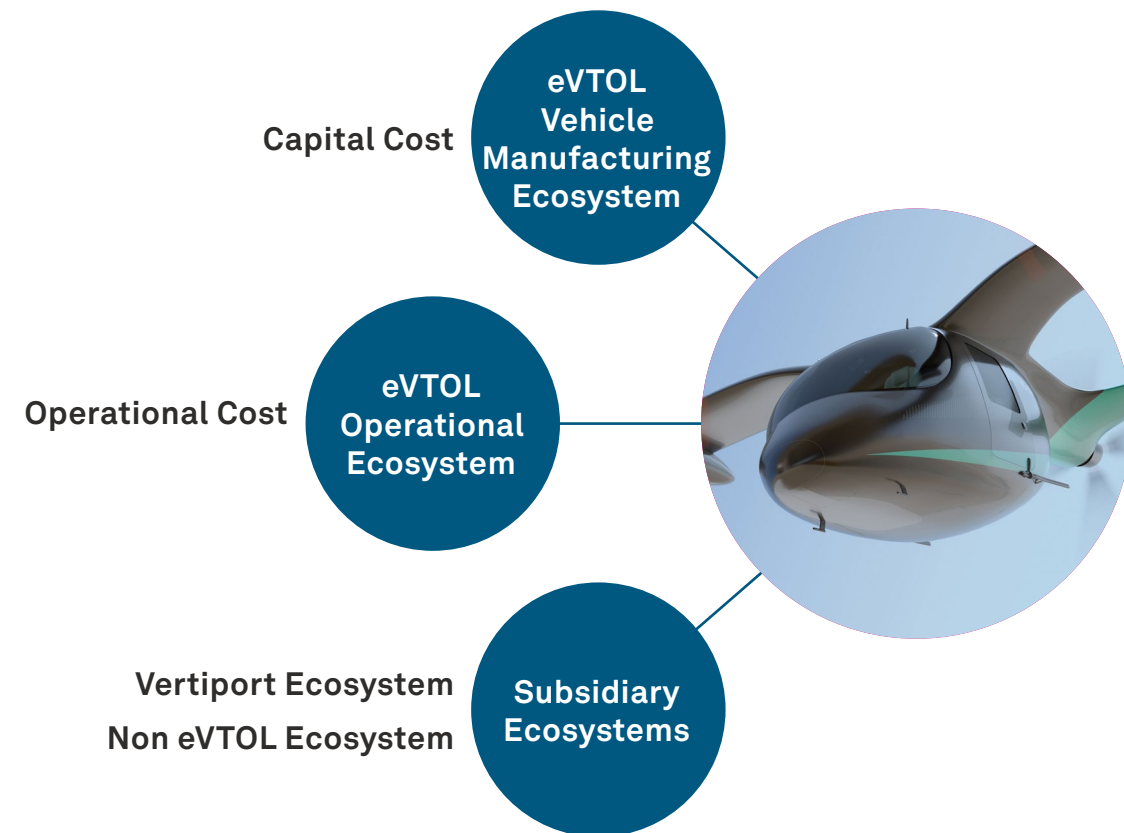 Capital Cost
eVTOL
Vehicle
Manufacturing
Ecosystem
Operational Cost
eVTOL
Operational
Ecosystem
Vertiport Ecosystem
Non eVTOL Ecosystem
Subsidiary
Ecosystems